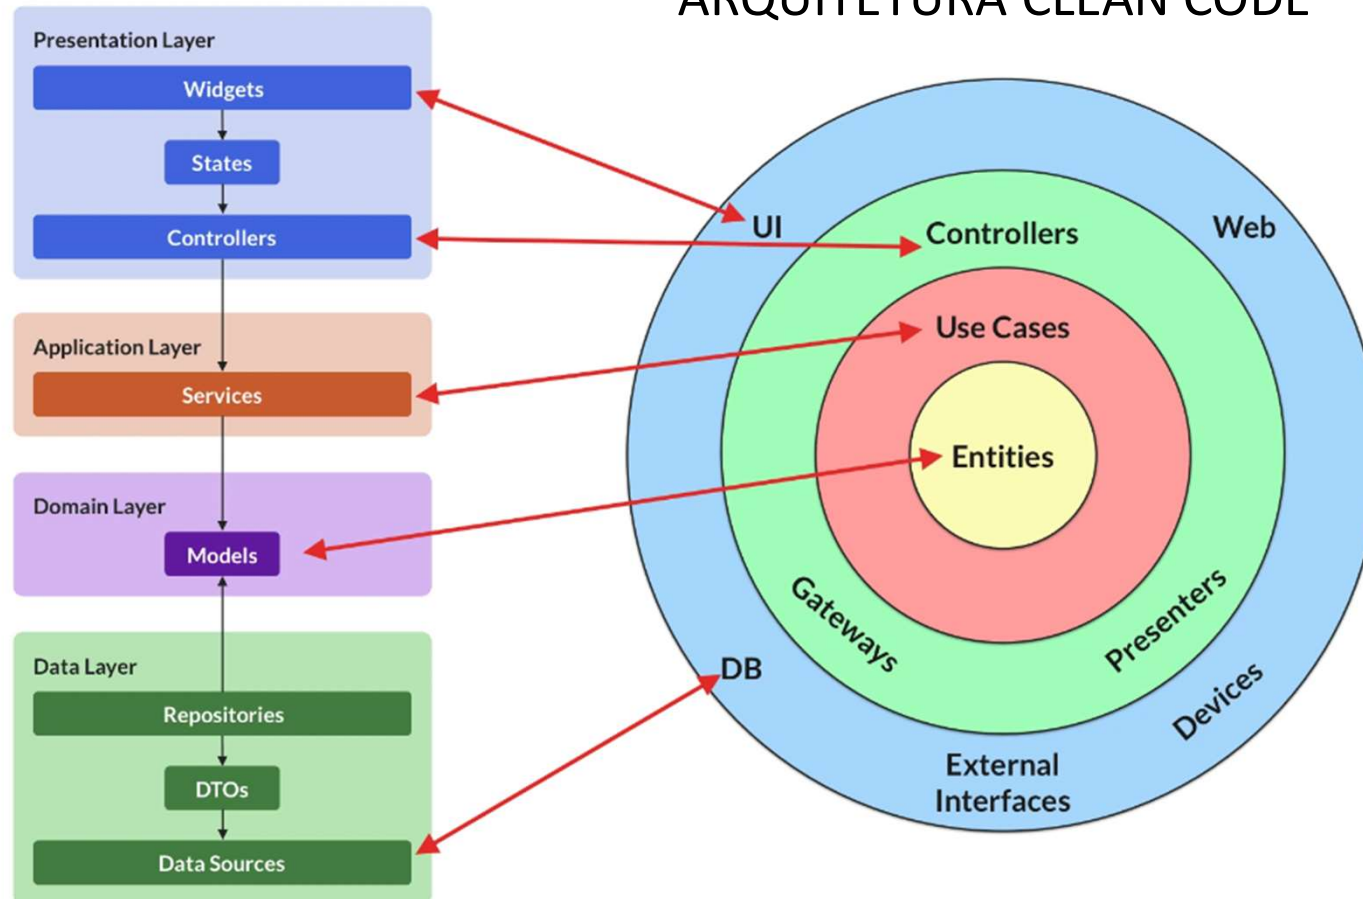 ARQUITETURA CLEAN CODE
Presentation Layer
Widgets
States
Controllers
Application Layer
Services
Domain Layer
Models
Data Layer
Repositories
DTOs
Data Sources
UI
Web
Controllers
Use Cases
Entities
Gateways
Presenters
DB
Devices
External
Interfaces